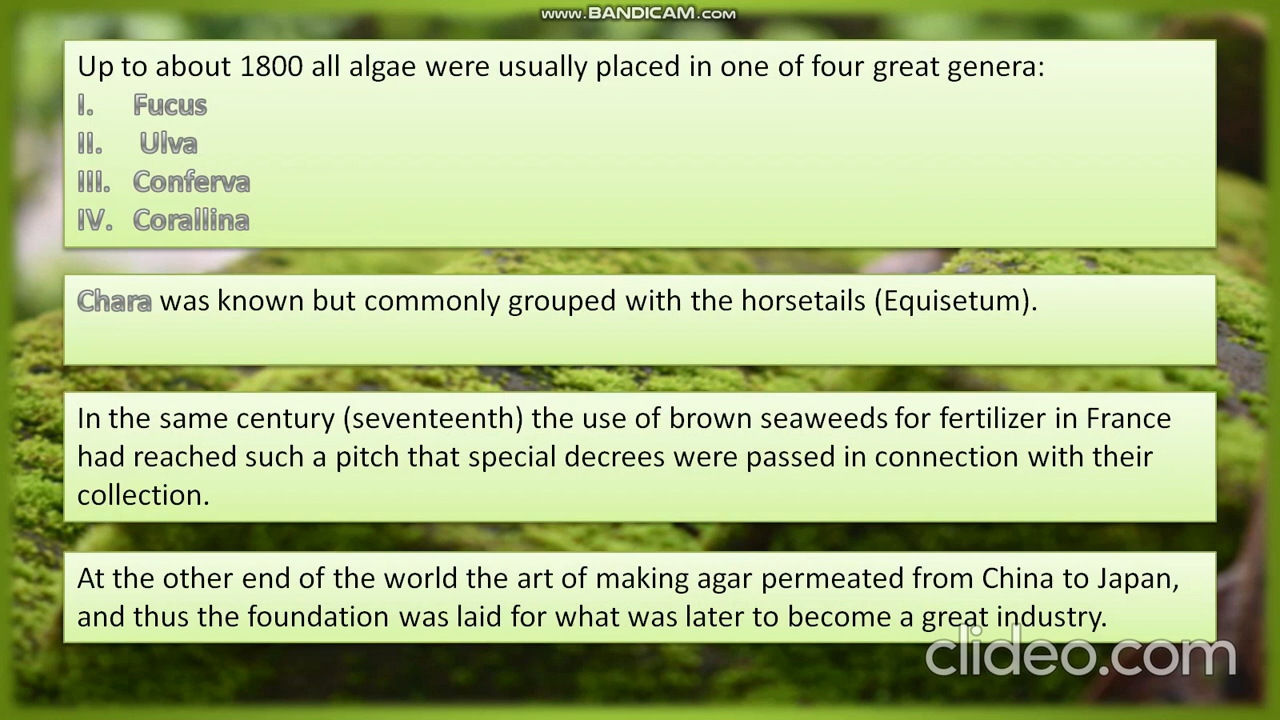 www.BANDICAM.com
Up to about 1800 all algae were usually placed in one of four great genera:
I. Fucus
II. Ulva
III. Conferva
IV. Corallina
Chara was known but commonly grouped with the horsetails (Equisetum).
In the same century (seventeenth) the use of brown seaweeds for fertilizer in France
had reached such a pitch that special decrees were passed in connection with their
collection.
At the other end of the world the art of making agar permeated from China to Japan,
and thus the foundation was laid for what was later to become a great industry.
clideo.com